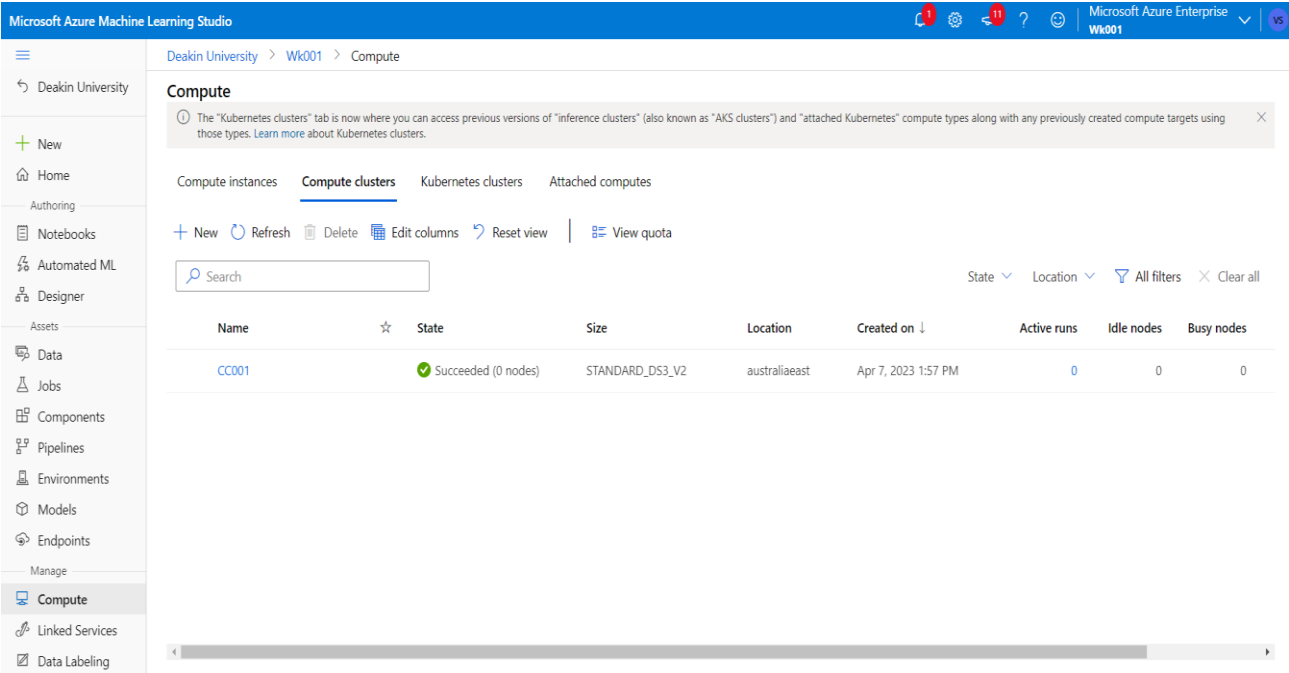 Microsoft Azure Machine Learning Studio
1
11
?
Microsoft Azure Enterprise
Wk001
VS
Deakin University
New
Home
Authoring
Notebooks
Automated ML
Designer
Assets
Data
Jobs
Components
Pipelines
Environments
Models
Endpoints
Manage
Compute
Linked Services
Data Labeling
Deakin University > Wk001 > Compute
Compute
The "Kubernetes clusters" tab is now where you can access previous versions of "inference clusters" (also known as "AKS clusters") and "attached Kubernetes" compute types along with any previously created compute targets using
those types. Learn more about Kubernetes clusters.
Compute instances Compute clusters Kubernetes clusters Attached computes
New Refresh Delete Edit columns Reset view View quota
Search
State Location All filters Clear all
Name State Size Location Created on ↓ Active runs Idle nodes Busy nodes
CC001 Succeeded (0 nodes) STANDARD_DS3_V2 australiaeast Apr 7, 2023 1:57 PM 0 0 0